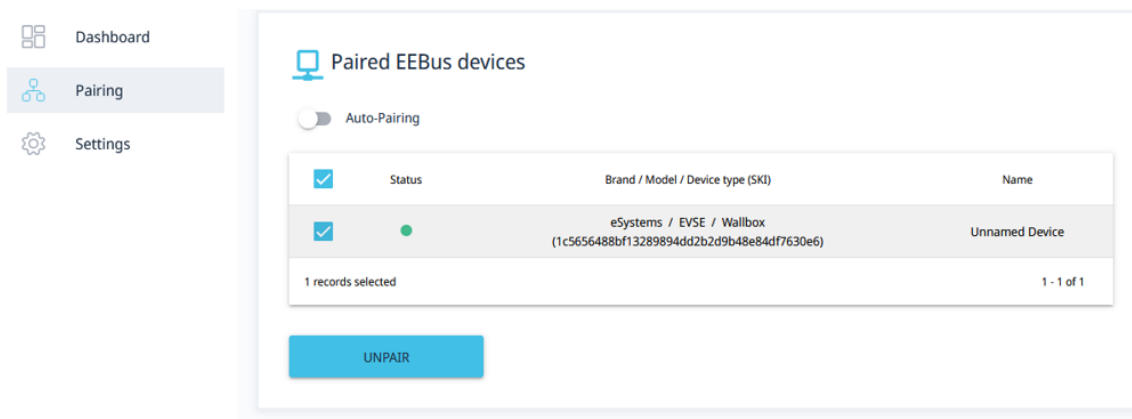 Dashboard
Pairing
Settings
Paired EEBus devices
Auto-Pairing
Status Brand / Model / Device type (SKI) Name
eSystems / EVSE / Wallbox
(1c5656488bf13289894dd2b2d9b48e84df7630e6) Unnamed Device
1 records selected 1 - 1 of 1
UNPAIR